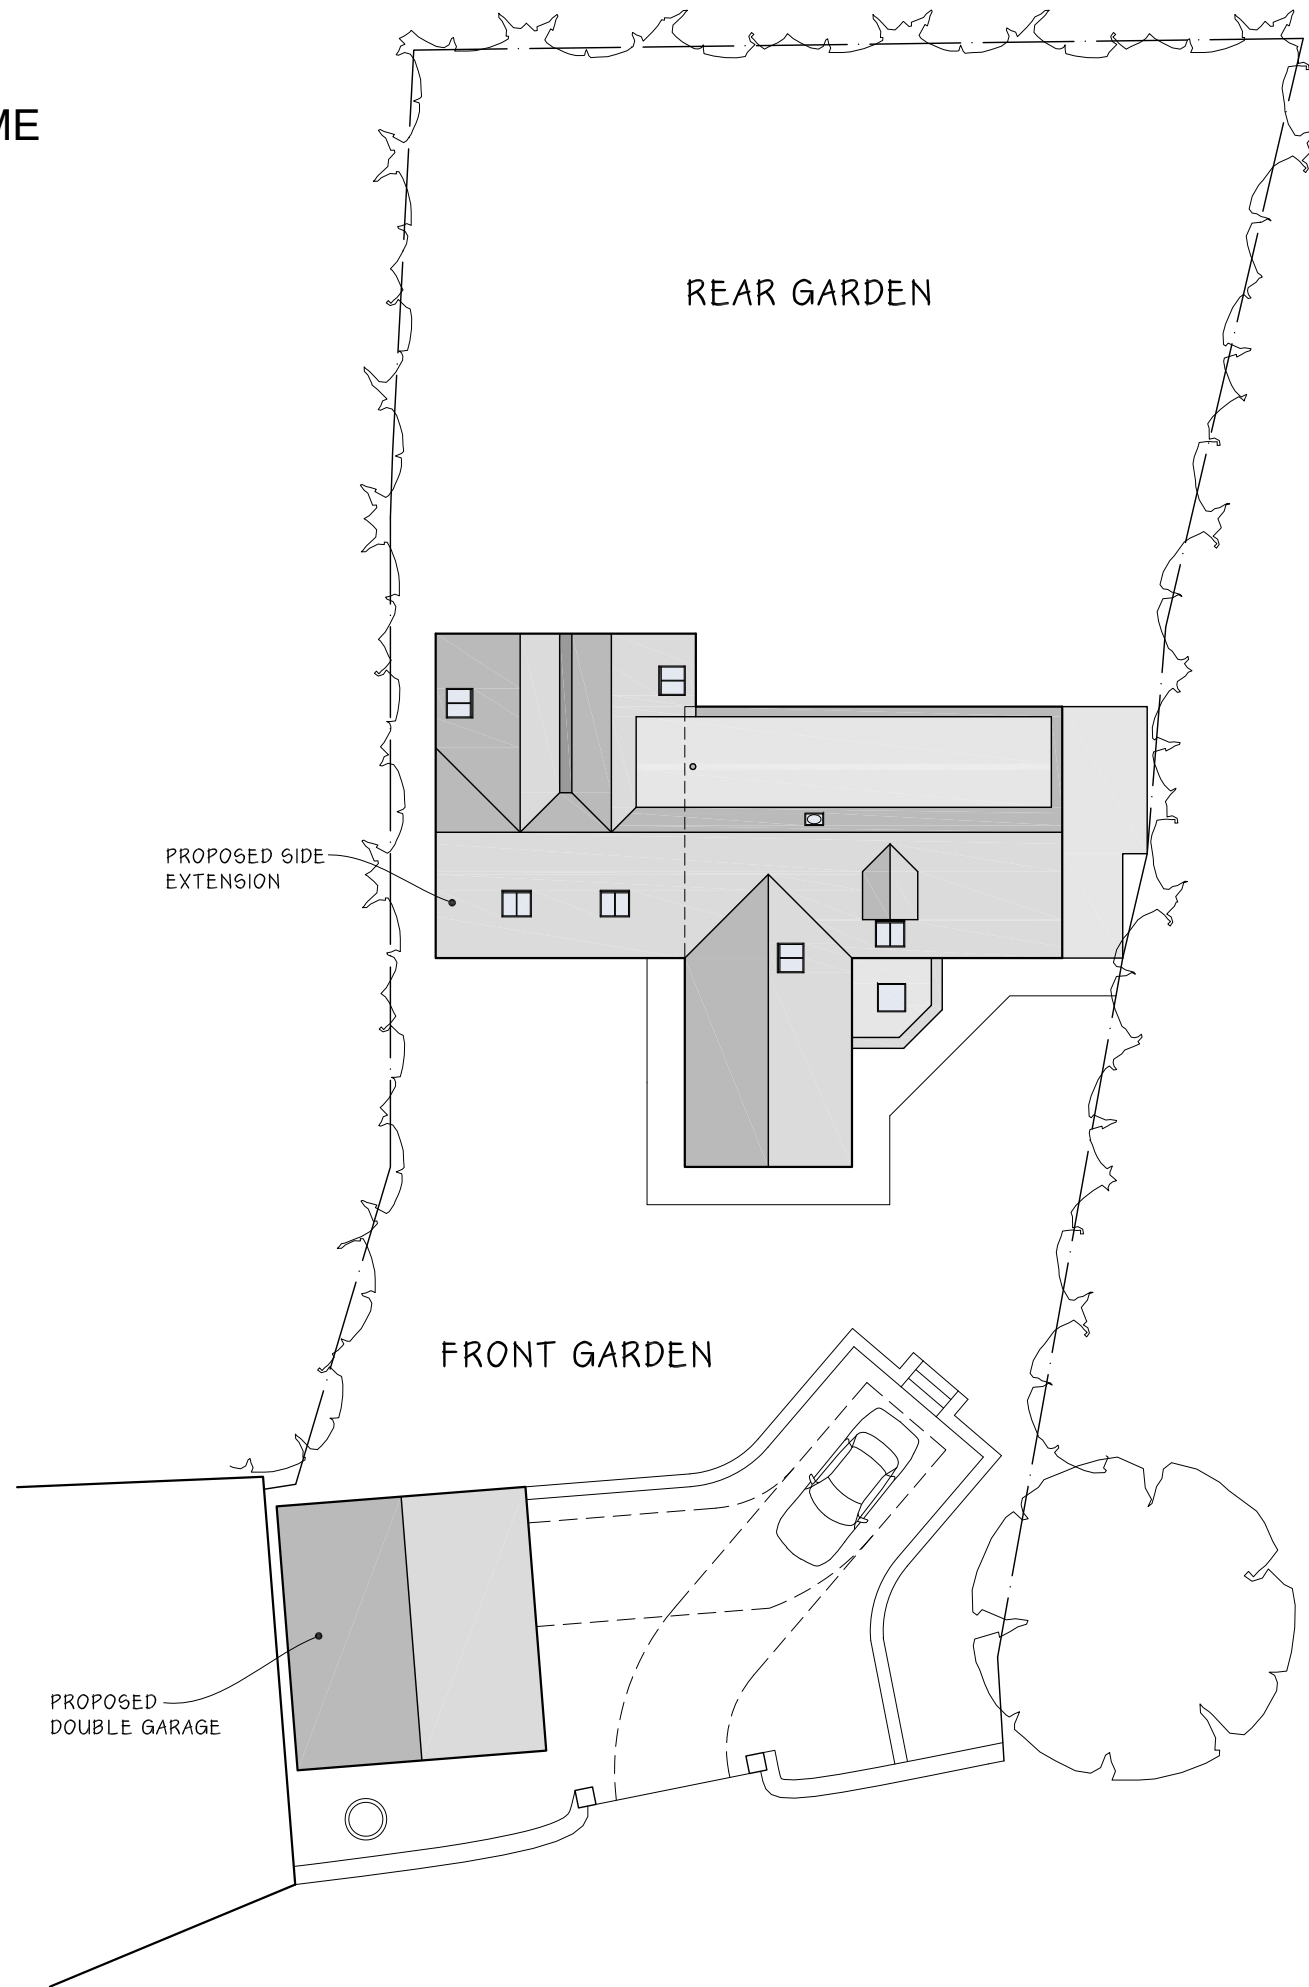 ME
REAR GARDEN
PROPOSED SIDE
EXTENSION
FRONT GARDEN
PROPOSED
DOUBLE GARAGE